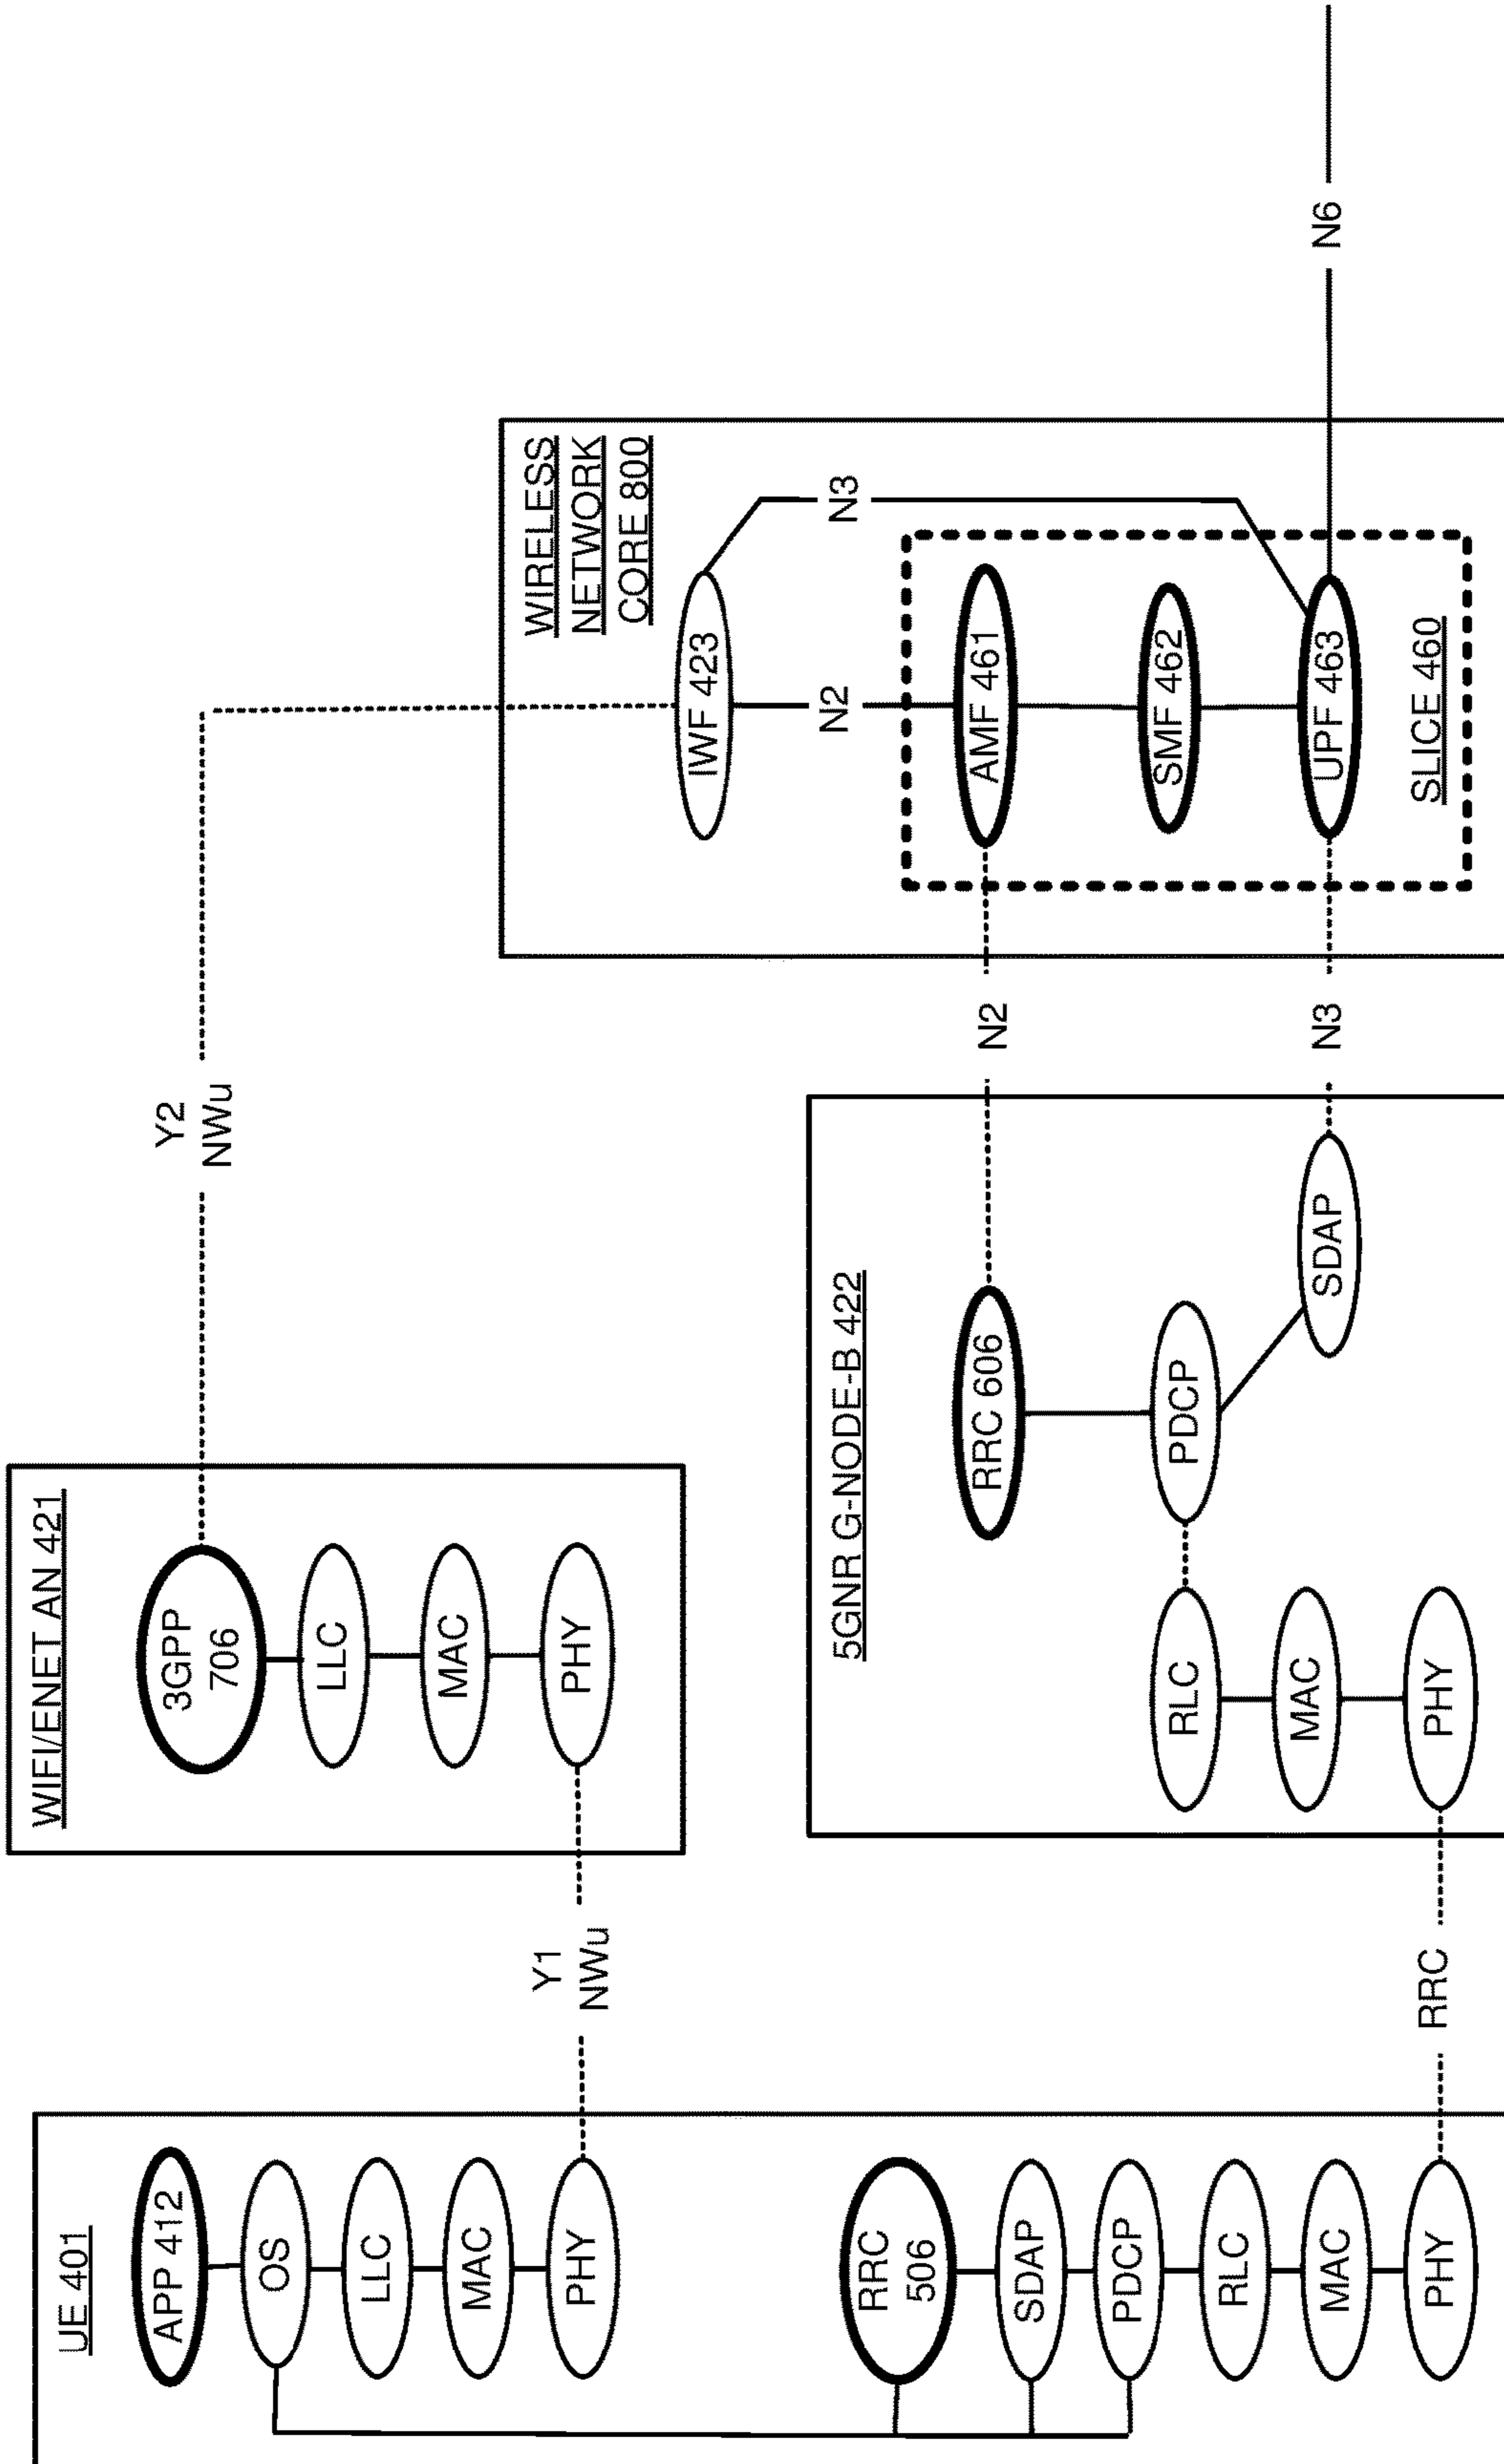 UE 401
APP 412
OS
LLC
MAC
PHY
RRC
506
SDAP
PDCP
RLC
MAC
PHY
Y1
NWu
RRC
WIFI/ENET AN 421
3GPP
706
LLC
MAC
PHY
5GNR G-NODE-B 422
RRC 606
PDCP
SDAP
RLC
MAC
PHY
Y2
NWu
N2
N3
WIRELESS
NETWORK
CORE 800
IWF 423
N2
N3
AMF 461
SMF 462
UPF 463
SLICE 460
N6